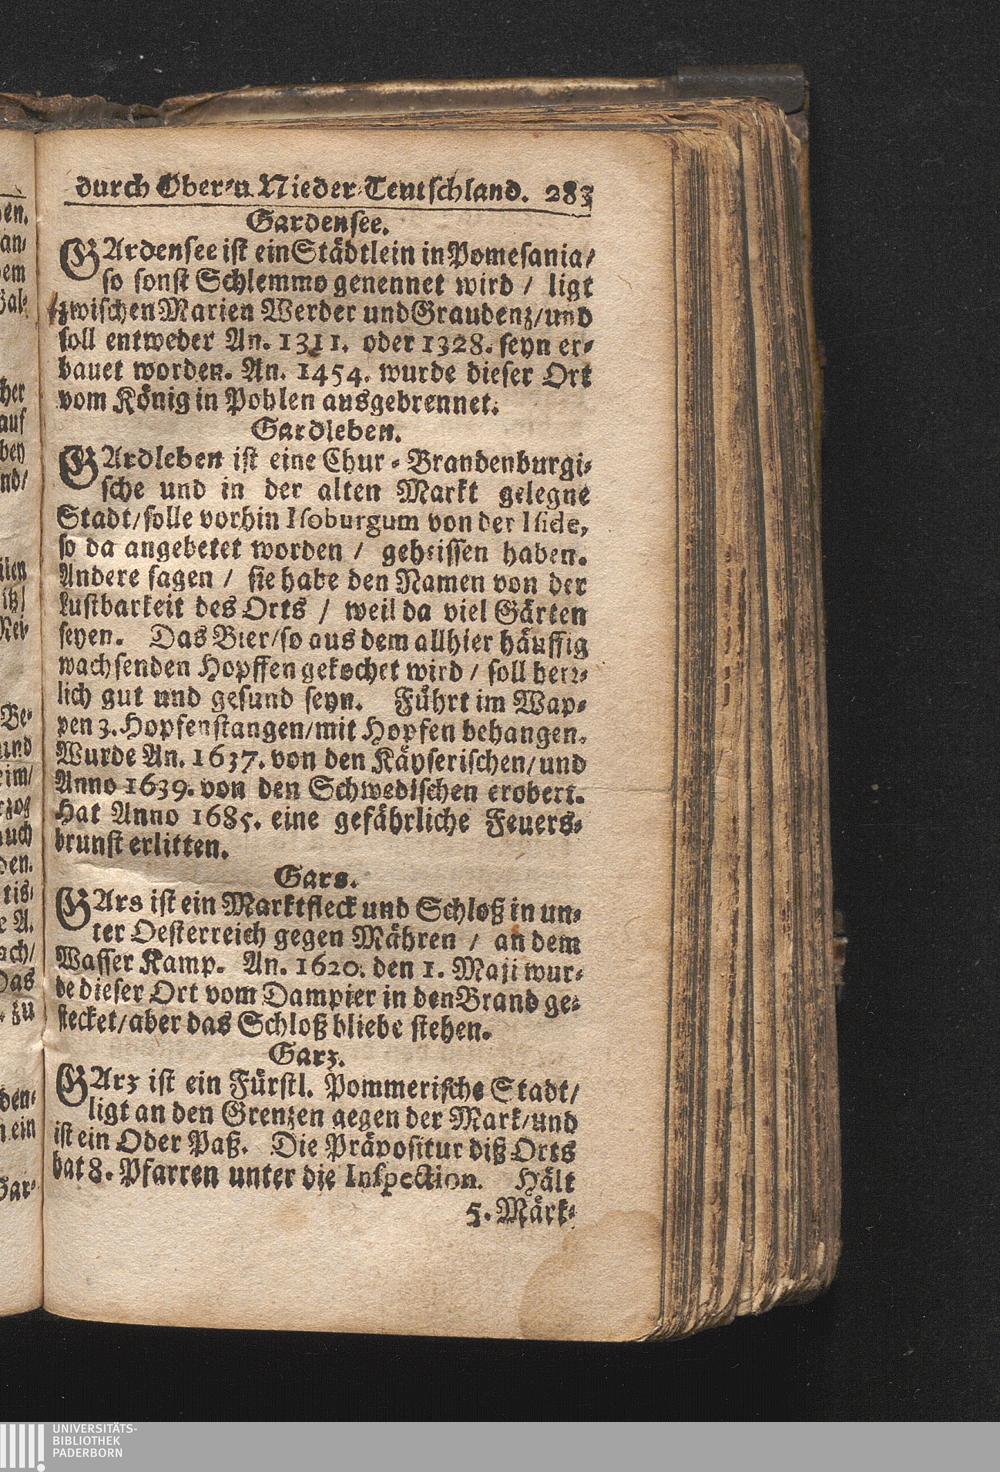 durch Ober-u. Nieder-Teutschland. 283
Gardensee.
GArdensee ist ein Städtlein in Pomesania/
so sonst Schlemmo genennet wird / ligt
zwischen Marien Werder und Graudenz/und
soll entweder An. 1311. oder 1328. seyn er-
bauet worden. An. 1454. wurde dieser Ort
vom König in Pohlen ausgebrennet.
Gardleben.
GArdleben ist eine Chur-Brandenburgi-
sche und in der alten Markt gelegne
Stadt/solle vorhin Isoburgum von der Iside,
so da angebetet worden / geheissen haben.
Andere sagen / sie habe den Namen von der
Lustbarkeit des Orts / weil da viel Gärten
seyen. Das Bier/so aus dem allhier häuffig
wachsenden Hopffen gekochet wird / soll herr-
lich gut und gesund seyn. Führt im Wap-
pen 3. Hopfenstangen/mit Hopfen behangen.
Wurde An. 1637. von den Käyserischen/und
Anno 1639. von den Schwedischen erobert.
Hat Anno 1685. eine gefährliche Feuers-
brunst erlitten.
Gars.
GArs ist ein Marktfleck und Schloß in un-
ter Oesterreich gegen Mähren / an dem
Wasser Kamp. An. 1620. den 1. Maji wur-
de dieser Ort vom Dampier in den Brand ge-
stecket/aber das Schloß bliebe stehen.
Garz.
GArz ist ein Fürstl. Pommerische Stadt/
ligt an den Grenzen gegen der Mark/und
ist ein Oder Paß. Die Präpositur diß Orts
hat 8. Pfarren unter die Inspection. Hält
5. Märk-
UNIVERSITÄTS-
BIBLIOTHEK
PADERBORN